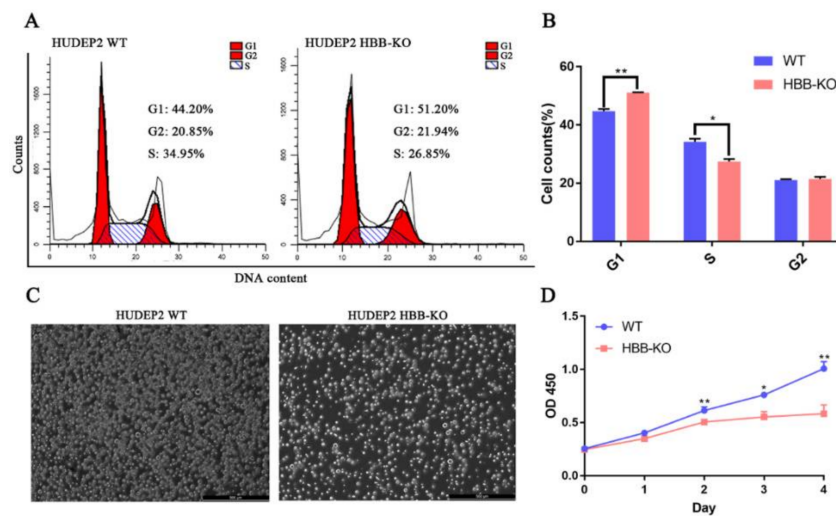 A
HUDEP2 WT
G1
G2
S
G1: 44.20%
G2: 20.85%
S: 34.95%
Counts
0
400
800
1200
1600
0
10
20
30
40
50
HUDEP2 HBB-KO
G1
G2
S
G1: 51.20%
G2: 21.94%
S: 26.85%
0
400
800
1200
1600
0
10
20
30
40
50
DNA content
B
WT
HBB-KO
**
*
Cell counts(%)
60
40
20
0
G1
S
G2
C
HUDEP2 WT
HUDEP2 HBB-KO
D
WT
HBB-KO
OD 450
1.5
1.0
0.5
0.0
**
*
**
0
1
2
3
4
Day